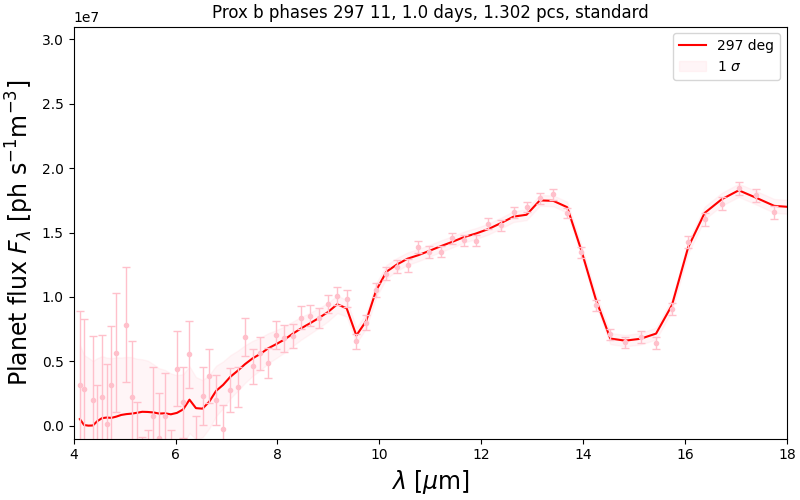 Prox b phases 297 11, 1.0 days, 1.302 pcs, standard
1e7
297 deg
1 σ
3.0
2.5
2.0
1.5
1.0
0.5
0.0
Planet flux Fλ [ph s⁻¹m⁻³]
4 6 8 10 12 14 16 18
λ [μm]